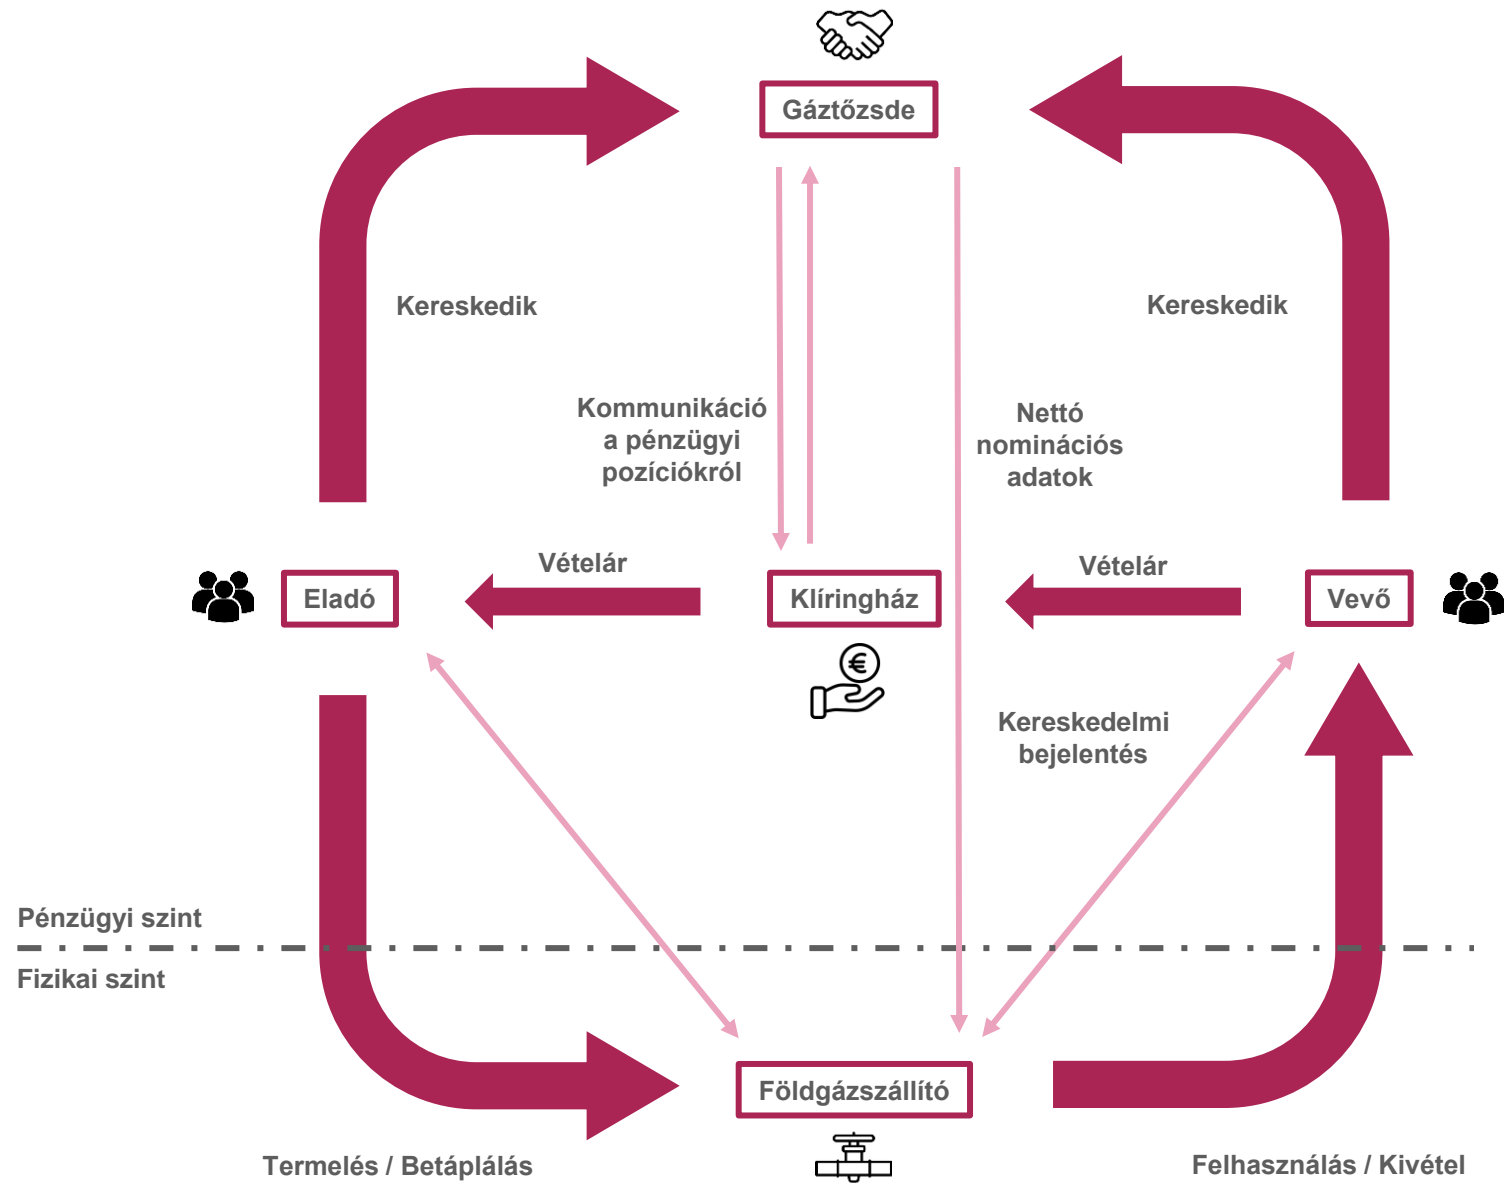 Gáztőzsde
Kereskedik
Kereskedik
Kommunikáció
a pénzügyi
pozíciókról
Nettó
nominációs
adatok
Vételár
Vételár
Eladó
Klíringház
Vevő
€
Kereskedelmi
bejelentés
Pénzügyi szint
Fizikai szint
Földgázszállító
Termelés / Betáplálás
Felhasználás / Kivétel